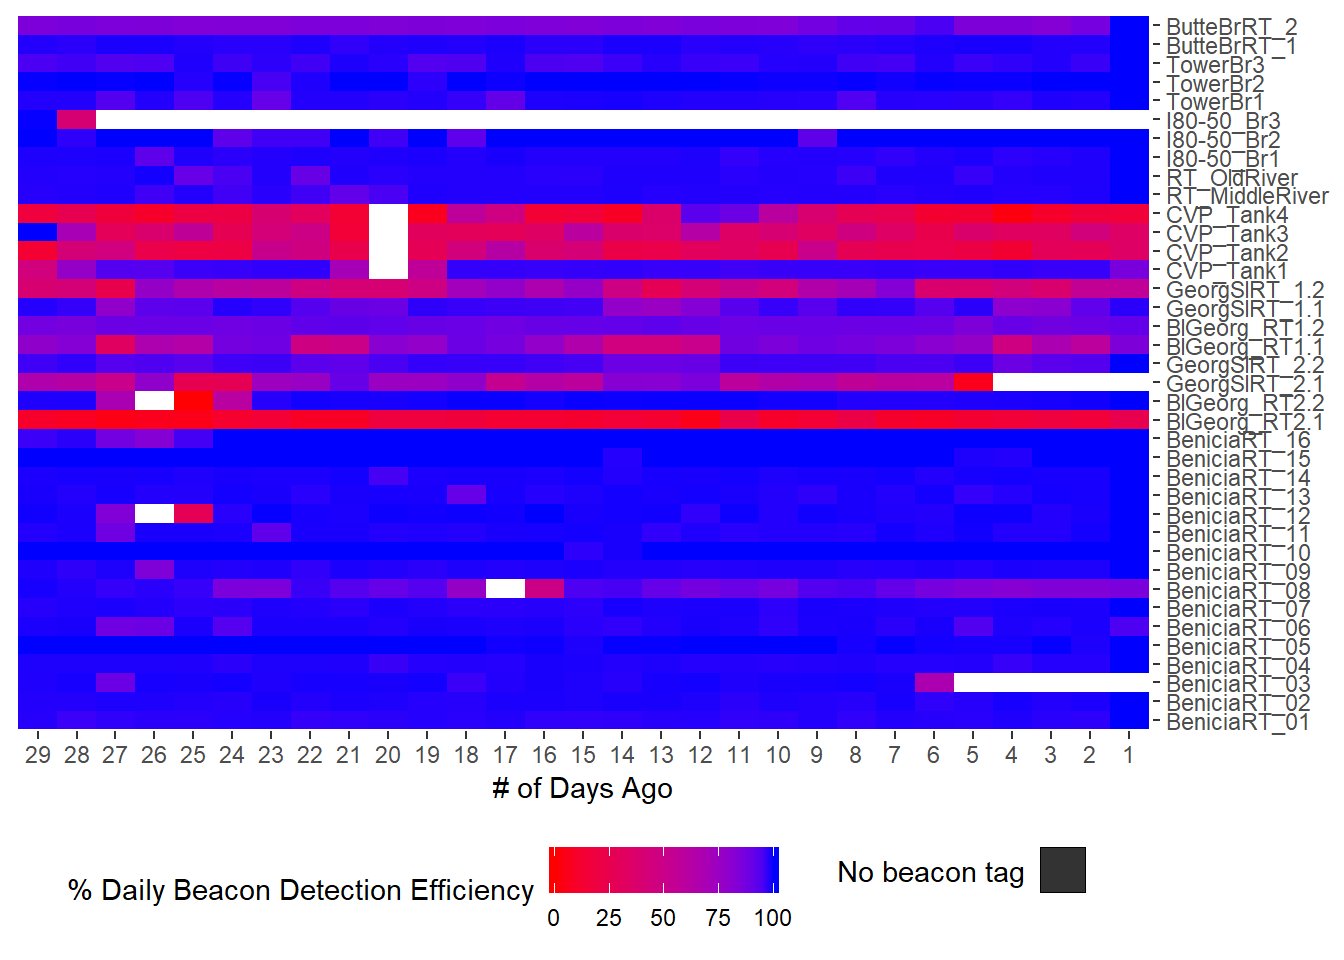 ButteBrRT_2
ButteBrRT_1
TowerBr3
TowerBr2
TowerBr1
I80-50_Br3
I80-50_Br2
I80-50_Br1
RT_OldRiver
RT_MiddleRiver
CVP_Tank4
CVP_Tank3
CVP_Tank2
CVP_Tank1
GeorgSlRT_1.2
GeorgSlRT_1.1
BlGeorg_RT1.2
BlGeorg_RT1.1
GeorgSlRT_2.2
GeorgSlRT_2.1
BlGeorg_RT2.2
BlGeorg_RT2.1
BeniciaRT_16
BeniciaRT_15
BeniciaRT_14
BeniciaRT_13
BeniciaRT_12
BeniciaRT_11
BeniciaRT_10
BeniciaRT_09
BeniciaRT_08
BeniciaRT_07
BeniciaRT_06
BeniciaRT_05
BeniciaRT_04
BeniciaRT_03
BeniciaRT_02
BeniciaRT_01
29 28 27 26 25 24 23 22 21 20 19 18 17 16 15 14 13 12 11 10 9 8 7 6 5 4 3 2 1
# of Days Ago
% Daily Beacon Detection Efficiency
0 25 50 75 100
No beacon tag